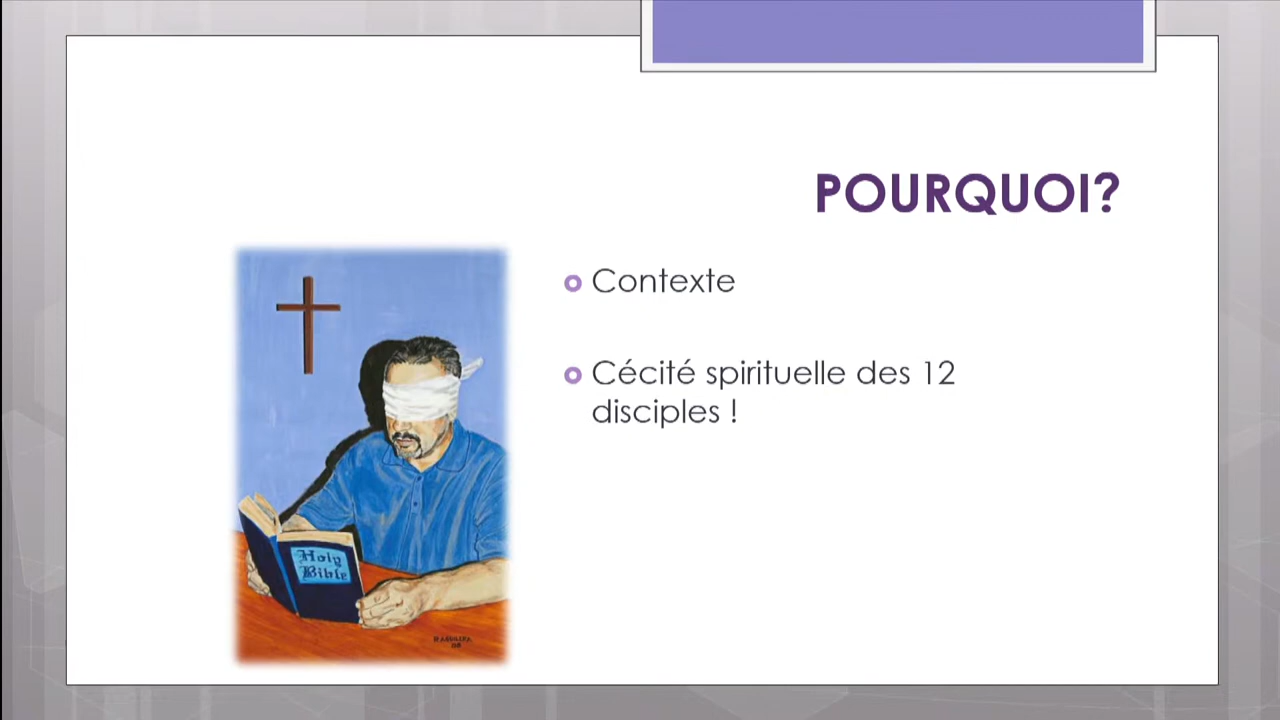 POURQUOI?
Contexte
Cécité spirituelle des 12
disciples !
Holy
Bible